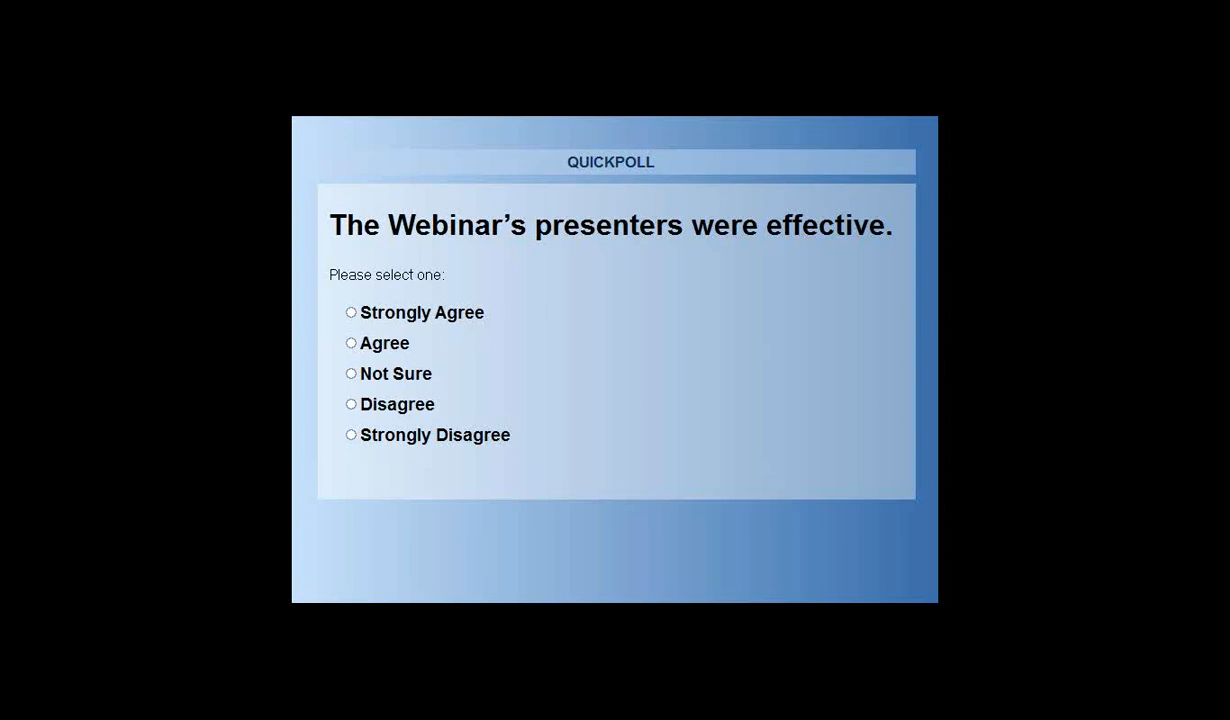 QUICKPOLL
The Webinar’s presenters were effective.
Please select one:
Strongly Agree
Agree
Not Sure
Disagree
Strongly Disagree